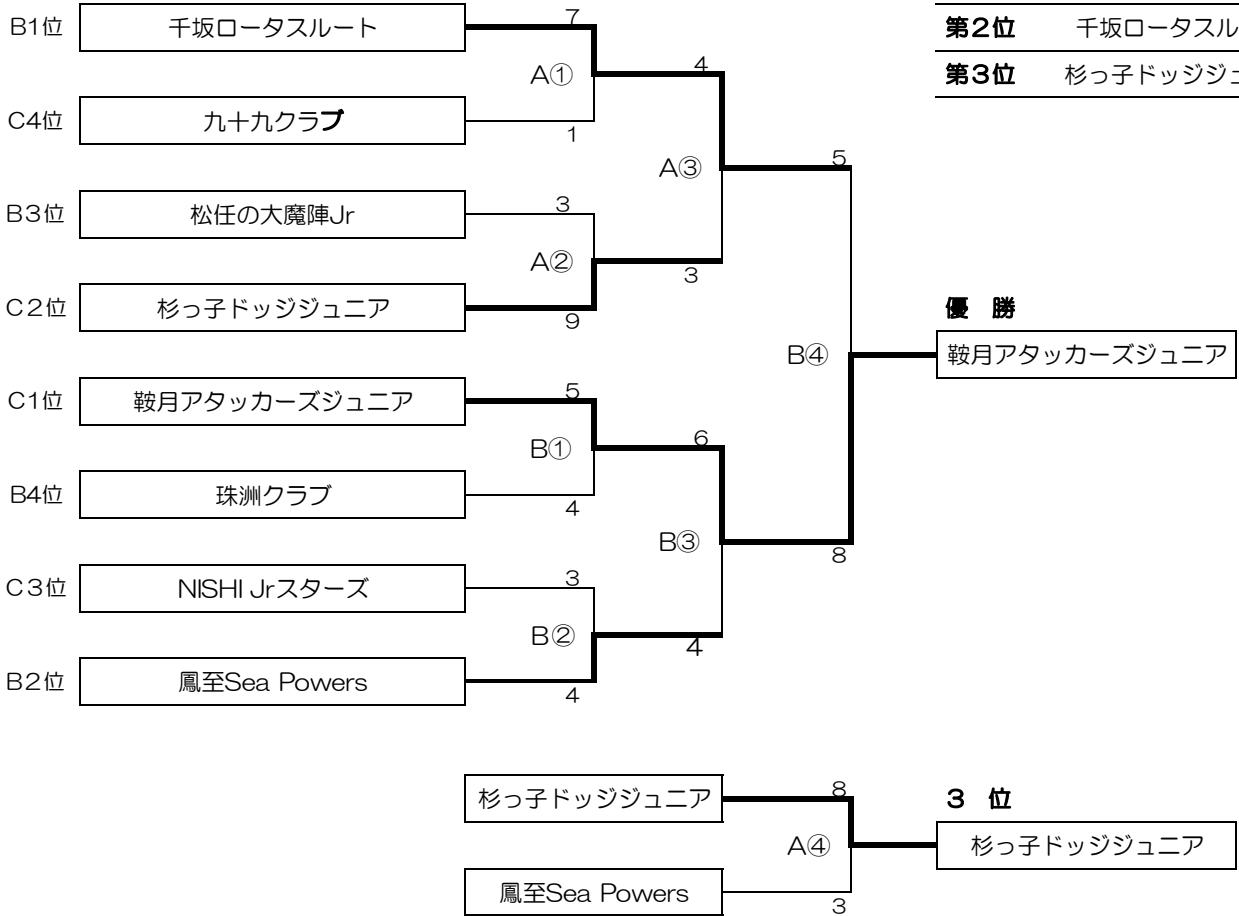 B1位 千坂ロータスルート 7 第2位 千坂ロータスル
A① 4 第3位 杉っ子ドッジジュ
C4位 九十九クラブ 1
A③ 5
B3位 松任の大魔陣Jr 3
A② 3
C2位 杉っ子ドッジジュニア 9 優 勝
B④ 鞍月アタッカーズジュニア
C1位 鞍月アタッカーズジュニア 5
B① 6
B4位 珠洲クラブ 4
B③ 8
C3位 NISHI Jrスターズ 3
B② 4
B2位 鳳至Sea Powers 4
杉っ子ドッジジュニア 8 3 位
A④ 杉っ子ドッジジュニア
鳳至Sea Powers 3